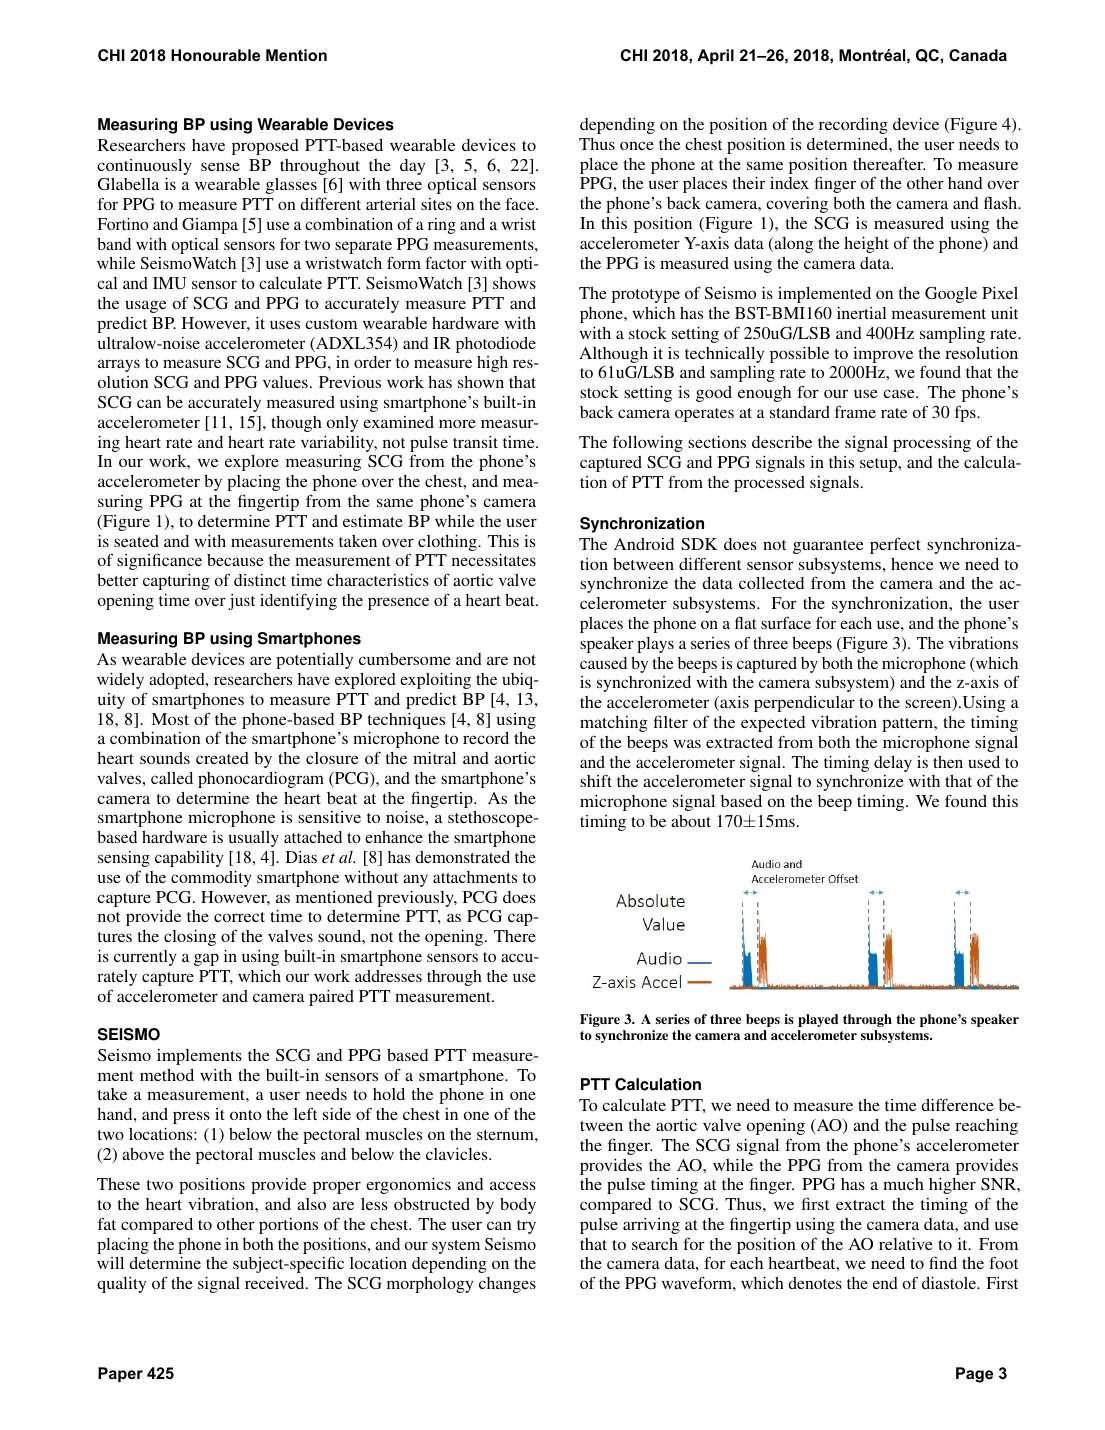 CHI 2018 Honourable Mention
CHI 2018, April 21–26, 2018, Montréal, QC, Canada
Measuring BP using Wearable Devices
Researchers have proposed PTT-based wearable devices to
continuously sense BP throughout the day [3, 5, 6, 22].
Glabella is a wearable glasses [6] with three optical sensors
for PPG to measure PTT on different arterial sites on the face.
Fortino and Giampa [5] use a combination of a ring and a wrist
band with optical sensors for two separate PPG measurements,
while SeismoWatch [3] use a wristwatch form factor with opti-
cal and IMU sensor to calculate PTT. SeismoWatch [3] shows
the usage of SCG and PPG to accurately measure PTT and
predict BP. However, it uses custom wearable hardware with
ultralow-noise accelerometer (ADXL354) and IR photodiode
arrays to measure SCG and PPG, in order to measure high res-
olution SCG and PPG values. Previous work has shown that
SCG can be accurately measured using smartphone's built-in
accelerometer [11, 15], though only examined more measur-
ing heart rate and heart rate variability, not pulse transit time.
In our work, we explore measuring SCG from the phone's
accelerometer by placing the phone over the chest, and mea-
suring PPG at the fingertip from the same phone's camera
(Figure 1), to determine PTT and estimate BP while the user
is seated and with measurements taken over clothing. This is
of significance because the measurement of PTT necessitates
better capturing of distinct time characteristics of aortic valve
opening time over just identifying the presence of a heart beat.
Measuring BP using Smartphones
As wearable devices are potentially cumbersome and are not
widely adopted, researchers have explored exploiting the ubiq-
uity of smartphones to measure PTT and predict BP [4, 13,
18, 8]. Most of the phone-based BP techniques [4, 8] using
a combination of the smartphone's microphone to record the
heart sounds created by the closure of the mitral and aortic
valves, called phonocardiogram (PCG), and the smartphone's
camera to determine the heart beat at the fingertip. As the
smartphone microphone is sensitive to noise, a stethoscope-
based hardware is usually attached to enhance the smartphone
sensing capability [18, 4]. Dias et al. [8] has demonstrated the
use of the commodity smartphone without any attachments to
capture PCG. However, as mentioned previously, PCG does
not provide the correct time to determine PTT, as PCG cap-
tures the closing of the valves sound, not the opening. There
is currently a gap in using built-in smartphone sensors to accu-
rately capture PTT, which our work addresses through the use
of accelerometer and camera paired PTT measurement.
SEISMO
Seismo implements the SCG and PPG based PTT measure-
ment method with the built-in sensors of a smartphone. To
take a measurement, a user needs to hold the phone in one
hand, and press it onto the left side of the chest in one of the
two locations: (1) below the pectoral muscles on the sternum,
(2) above the pectoral muscles and below the clavicles.
These two positions provide proper ergonomics and access
to the heart vibration, and also are less obstructed by body
fat compared to other portions of the chest. The user can try
placing the phone in both the positions, and our system Seismo
will determine the subject-specific location depending on the
quality of the signal received. The SCG morphology changes
depending on the position of the recording device (Figure 4).
Thus once the chest position is determined, the user needs to
place the phone at the same position thereafter. To measure
PPG, the user places their index finger of the other hand over
the phone's back camera, covering both the camera and flash.
In this position (Figure 1), the SCG is measured using the
accelerometer Y-axis data (along the height of the phone) and
the PPG is measured using the camera data.
The prototype of Seismo is implemented on the Google Pixel
phone, which has the BST-BMI160 inertial measurement unit
with a stock setting of 250uG/LSB and 400Hz sampling rate.
Although it is technically possible to improve the resolution
to 61uG/LSB and sampling rate to 2000Hz, we found that the
stock setting is good enough for our use case. The phone's
back camera operates at a standard frame rate of 30 fps.
The following sections describe the signal processing of the
captured SCG and PPG signals in this setup, and the calcula-
tion of PTT from the processed signals.
Synchronization
The Android SDK does not guarantee perfect synchroniza-
tion between different sensor subsystems, hence we need to
synchronize the data collected from the camera and the ac-
celerometer subsystems. For the synchronization, the user
places the phone on a flat surface for each use, and the phone's
speaker plays a series of three beeps (Figure 3). The vibrations
caused by the beeps is captured by both the microphone (which
is synchronized with the camera subsystem) and the z-axis of
the accelerometer (axis perpendicular to the screen).Using a
matching filter of the expected vibration pattern, the timing
of the beeps was extracted from both the microphone signal
and the accelerometer signal. The timing delay is then used to
shift the accelerometer signal to synchronize with that of the
microphone signal based on the beep timing. We found this
timing to be about 170±15ms.
Audio and
Accelerometer Offset
Absolute
Value
Audio
Z-axis Accel
Figure 3. A series of three beeps is played through the phone's speaker
to synchronize the camera and accelerometer subsystems.
PTT Calculation
To calculate PTT, we need to measure the time difference be-
tween the aortic valve opening (AO) and the pulse reaching
the finger. The SCG signal from the phone's accelerometer
provides the AO, while the PPG from the camera provides
the pulse timing at the finger. PPG has a much higher SNR,
compared to SCG. Thus, we first extract the timing of the
pulse arriving at the fingertip using the camera data, and use
that to search for the position of the AO relative to it. From
the camera data, for each heartbeat, we need to find the foot
of the PPG waveform, which denotes the end of diastole. First
Paper 425
Page 3